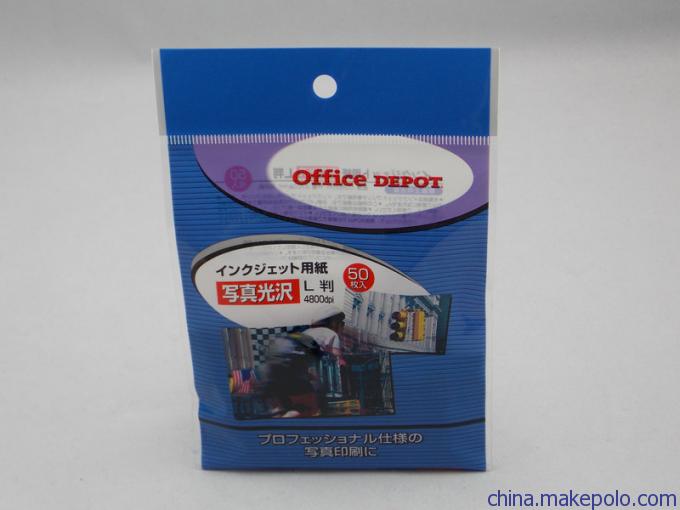 Office DEPOT
インクジェット用紙
写真光沢
L 判
4800dpi
50
枚入
プロフェッショナル仕様の
写真印刷に
china.makepolo.com